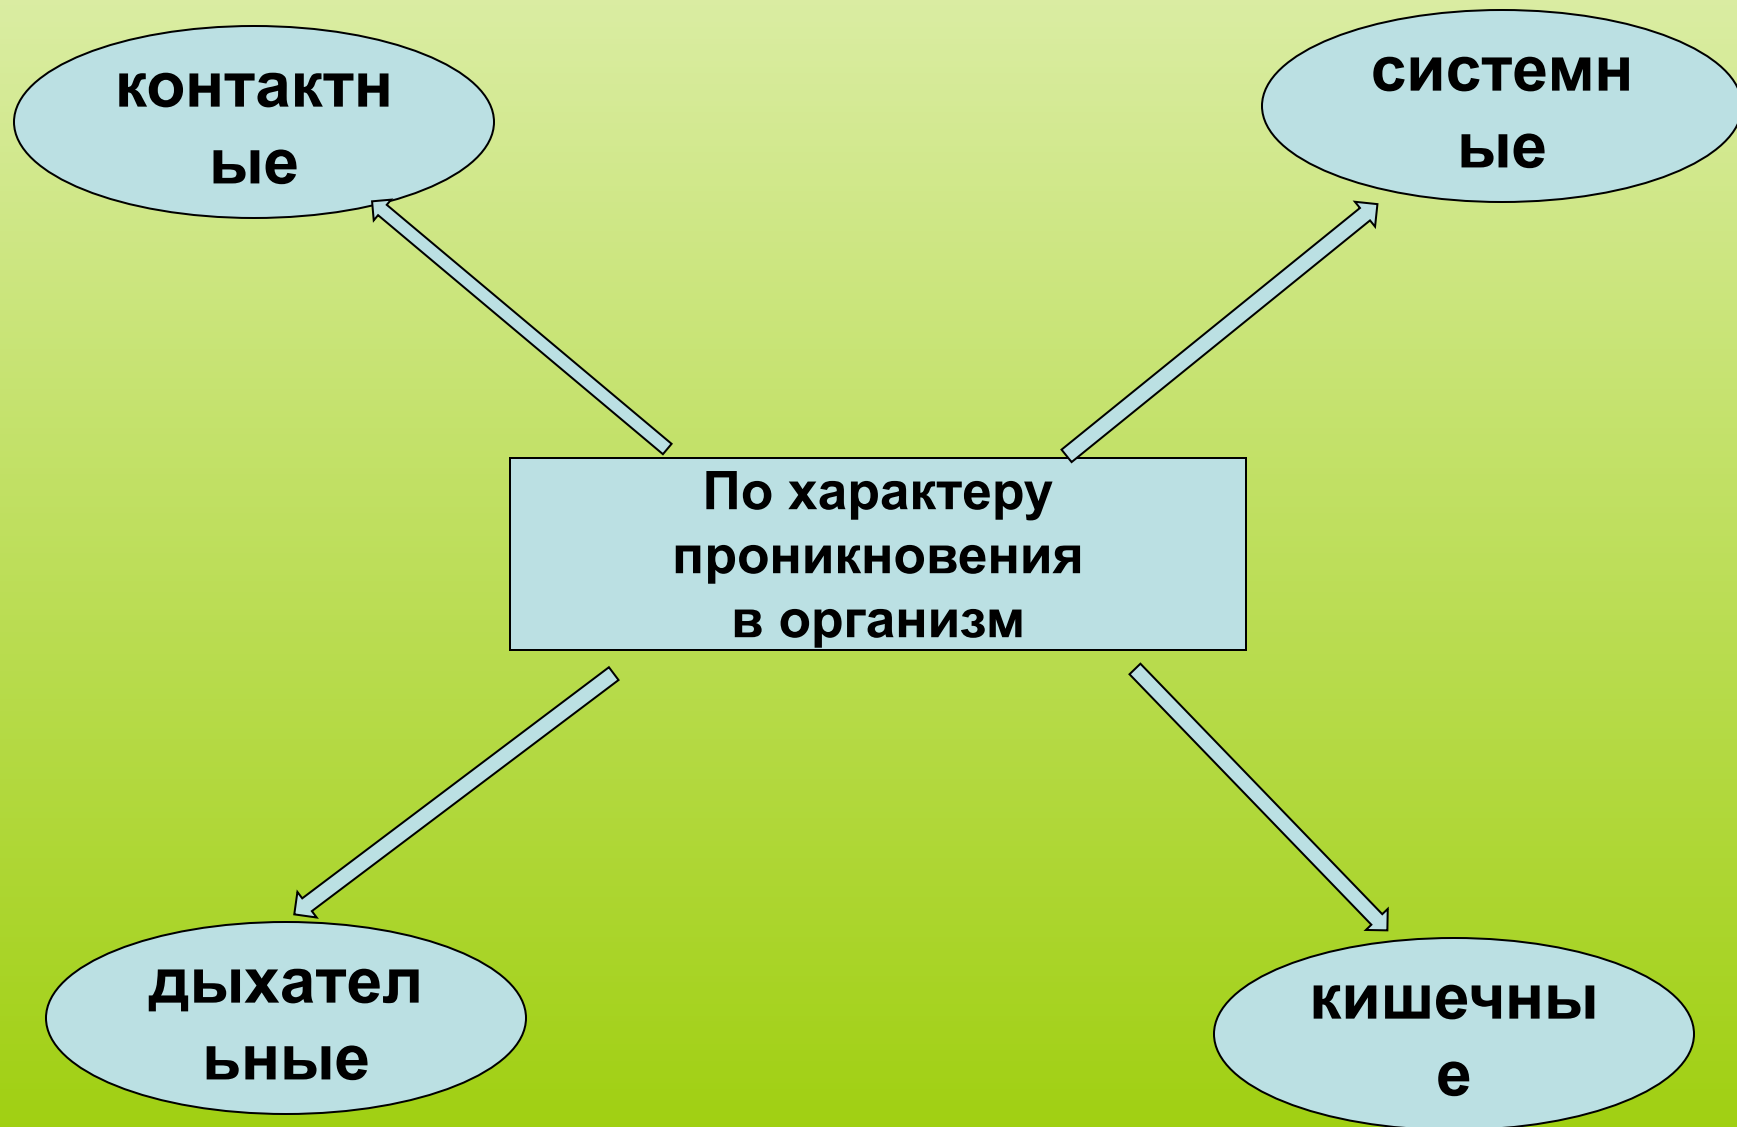 контактн
ые
системн
ые
По характеру
проникновения
в организм
дыхател
ьные
кишечны
е